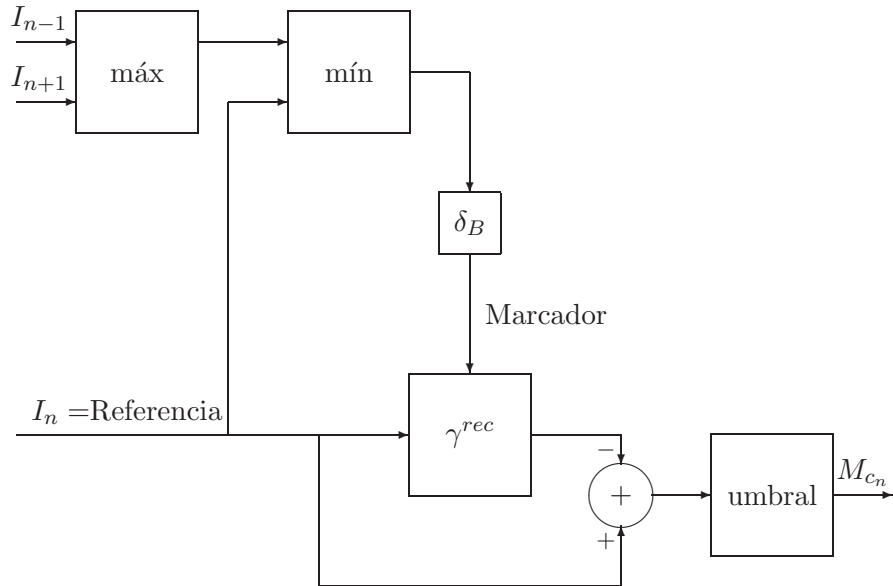 I_{n−1}
I_{n+1}
máx
mín
δ_B
Marcador
I_n =Referencia
γ^{rec}
−
+
+
umbral
M_{c_n}